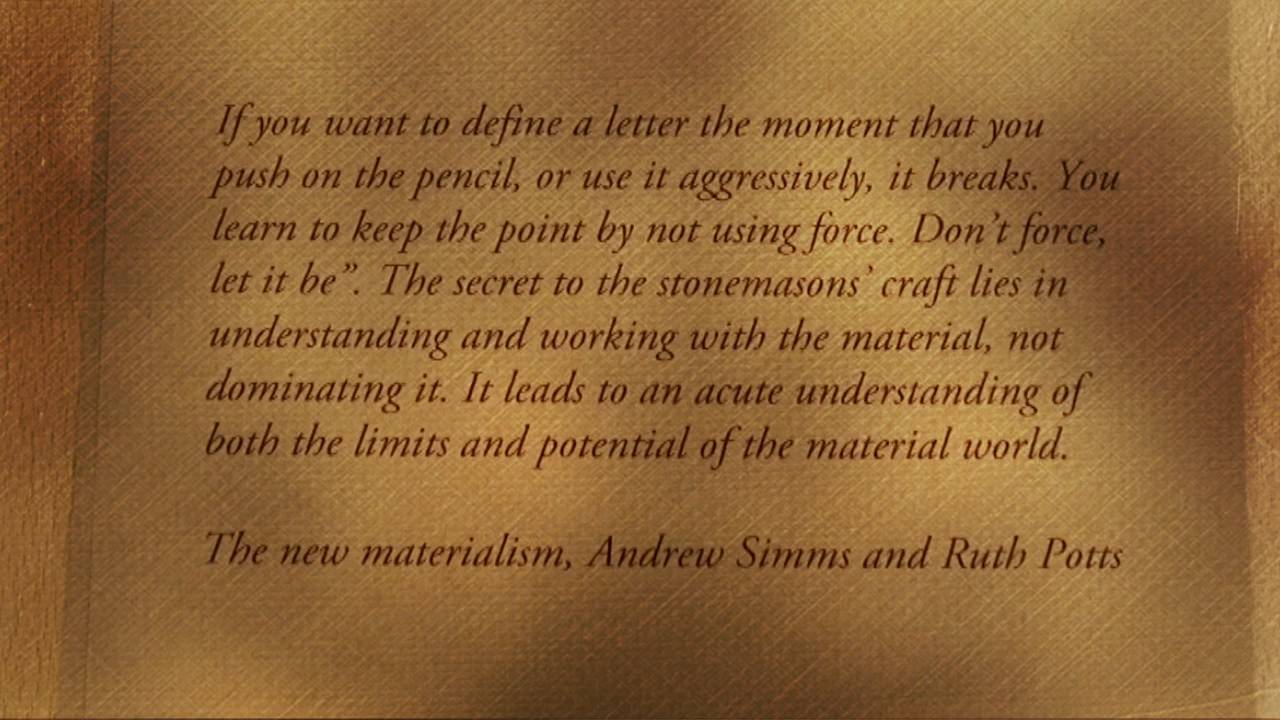 If you want to define a letter the moment that you
push on the pencil, or use it aggressively, it breaks. You
learn to keep the point by not using force. Don’t force,
let it be”. The secret to the stonemasons’ craft lies in
understanding and working with the material, not
dominating it. It leads to an acute understanding of
both the limits and potential of the material world.
The new materialism, Andrew Simms and Ruth Potts